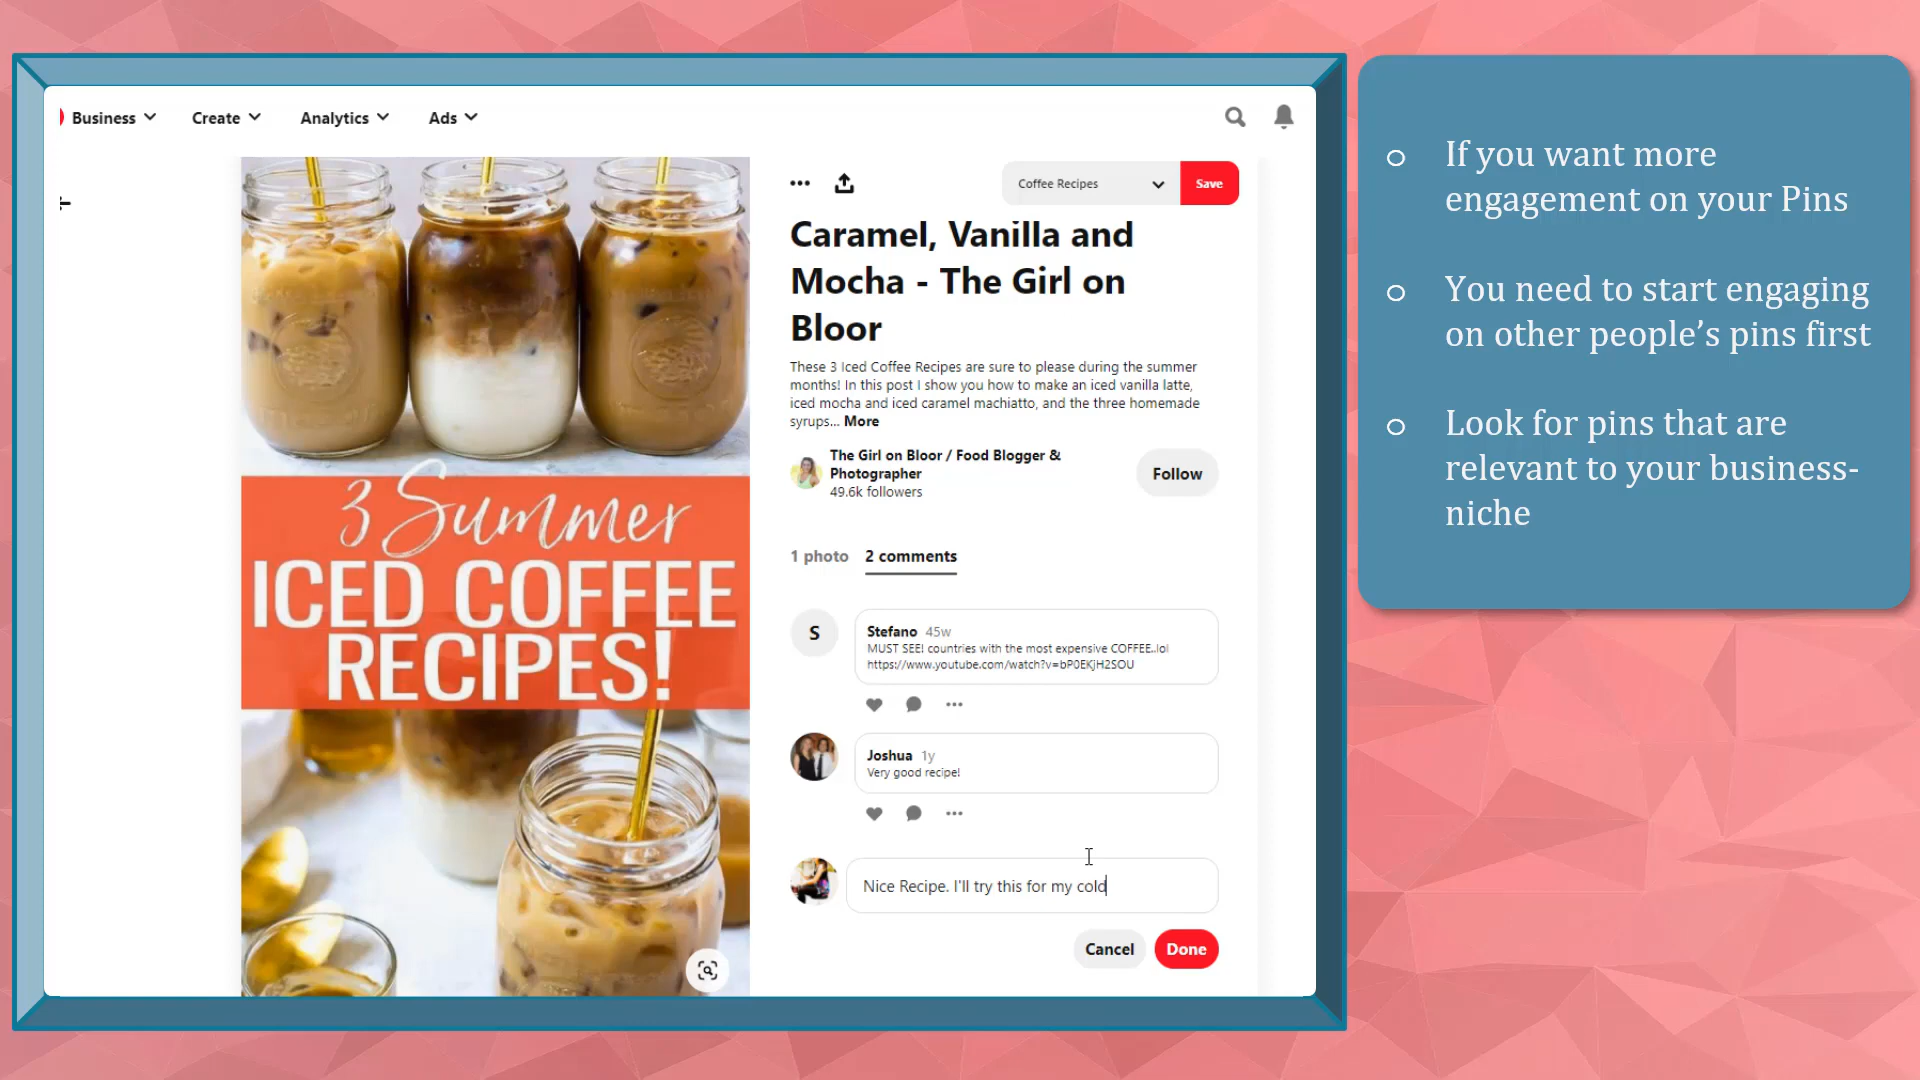 Business
Create
Analytics
Ads
Coffee Recipes
Save
Caramel, Vanilla and
Mocha - The Girl on
Bloor
These 3 Iced Coffee Recipes are sure to please during the summer
months! In this post I show you how to make an iced vanilla latte,
iced mocha and iced caramel machiatto, and the three homemade
syrups... More
The Girl on Bloor / Food Blogger &
Photographer
49.6k followers
Follow
1 photo
2 comments
S
Stefano 45w
MUST SEE! countries with the most expensive COFFEE..lol
https://www.youtube.com/watch?v=bP0EKjH2SOU
Joshua 1y
Very good recipe!
Nice Recipe. I'll try this for my cold
Cancel
Done
3 Summer
ICED COFFEE
RECIPES!
If you want more
engagement on your Pins
You need to start engaging
on other people’s pins first
Look for pins that are
relevant to your business-
niche